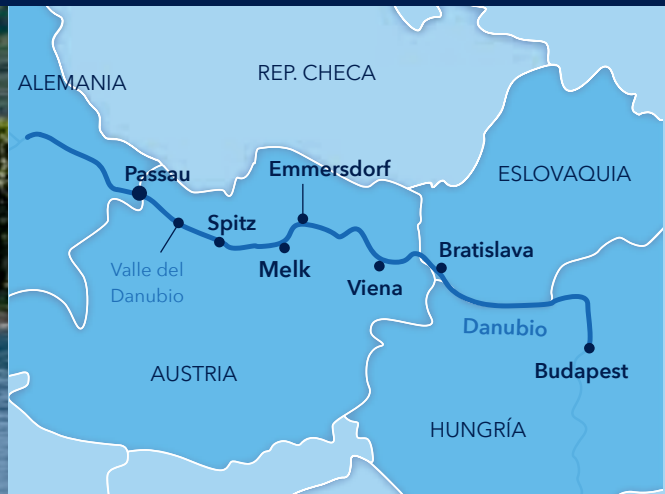 ALEMANIA
REP. CHECA
ESLOVAQUIA
Passau
Emmersdorf
Spitz
Valle del
Danubio
Melk
Viena
Bratislava
Danubio
Budapest
AUSTRIA
HUNGRÍA